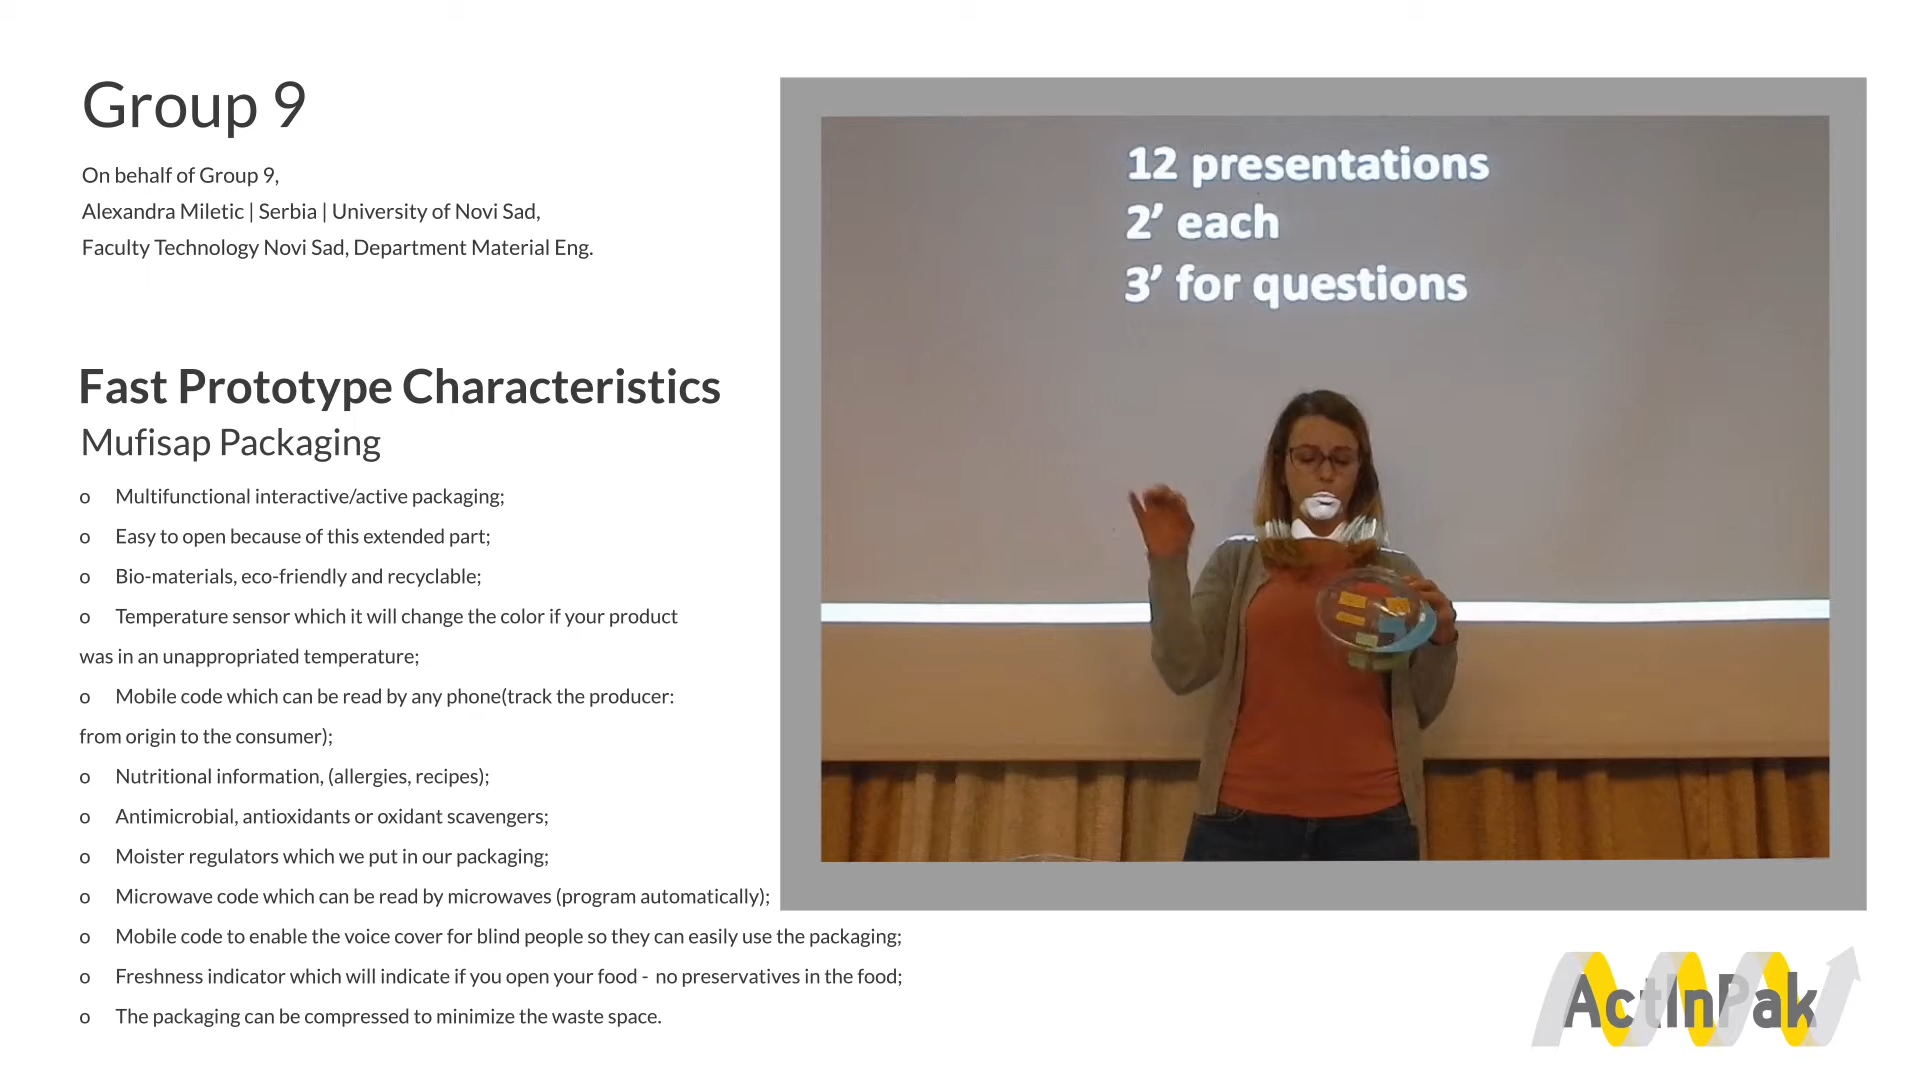 Group 9
On behalf of Group 9,
Alexandra Miletic | Serbia | University of Novi Sad,
Faculty Technology Novi Sad, Department Material Eng.
Fast Prototype Characteristics
Mufisap Packaging
o Multifunctional interactive/active packaging;
o Easy to open because of this extended part;
o Bio-materials, eco-friendly and recyclable;
o Temperature sensor which it will change the color if your product
was in an unappropriated temperature;
o Mobile code which can be read by any phone(track the producer:
from origin to the consumer);
o Nutritional information, (allergies, recipes);
o Antimicrobial, antioxidants or oxidant scavengers;
o Moister regulators which we put in our packaging;
o Microwave code which can be read by microwaves (program automatically);
o Mobile code to enable the voice cover for blind people so they can easily use the packaging;
o Freshness indicator which will indicate if you open your food - no preservatives in the food;
o The packaging can be compressed to minimize the waste space.
12 presentations
2’ each
3’ for questions
ActInPak